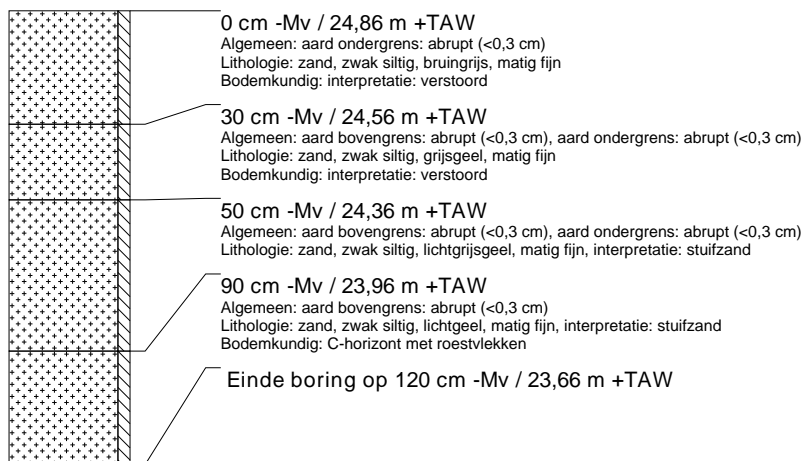 0 cm -Mv / 24,86 m +TAW
Algemeen: aard ondergrens: abrupt (<0,3 cm)
Lithologie: zand, zwak siltig, bruingrijs, matig fijn
Bodemkundig: interpretatie: verstoord
30 cm -Mv / 24,56 m +TAW
Algemeen: aard bovengrens: abrupt (<0,3 cm), aard ondergrens: abrupt (<0,3 cm)
Lithologie: zand, zwak siltig, grijsgeel, matig fijn
Bodemkundig: interpretatie: verstoord
50 cm -Mv / 24,36 m +TAW
Algemeen: aard bovengrens: abrupt (<0,3 cm), aard ondergrens: abrupt (<0,3 cm)
Lithologie: zand, zwak siltig, lichtgrijsgeel, matig fijn, interpretatie: stuifzand
90 cm -Mv / 23,96 m +TAW
Algemeen: aard bovengrens: abrupt (<0,3 cm)
Lithologie: zand, zwak siltig, lichtgeel, matig fijn, interpretatie: stuifzand
Bodemkundig: C-horizont met roestvlekken
Einde boring op 120 cm -Mv / 23,66 m +TAW